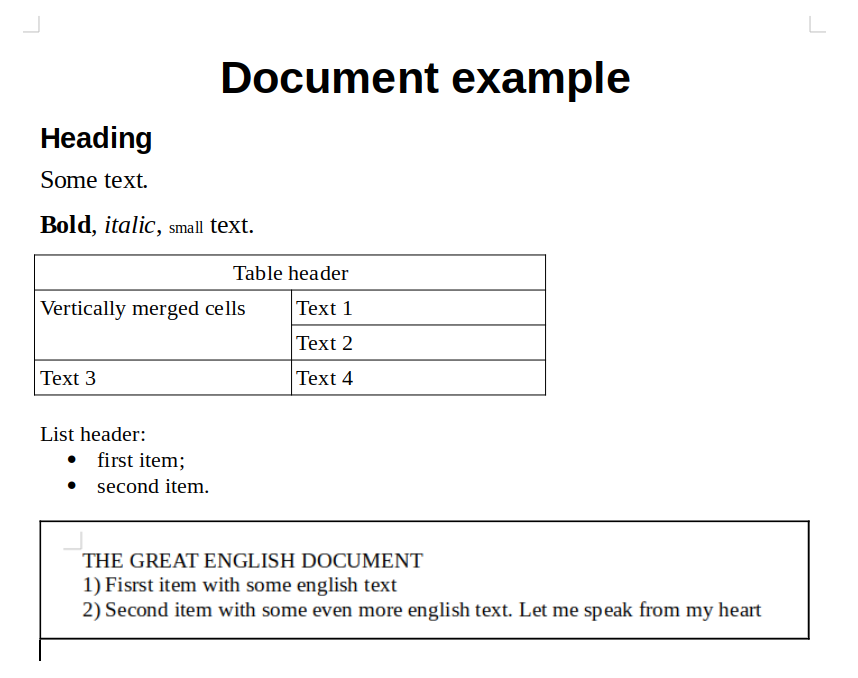 Document example
Heading
Some text.
Bold, italic, small text.
Table header
Vertically merged cells
Text 1
Text 2
Text 3
Text 4
List header:
• first item;
• second item.
THE GREAT ENGLISH DOCUMENT
1) Fisrst item with some english text
2) Second item with some even more english text. Let me speak from my heart